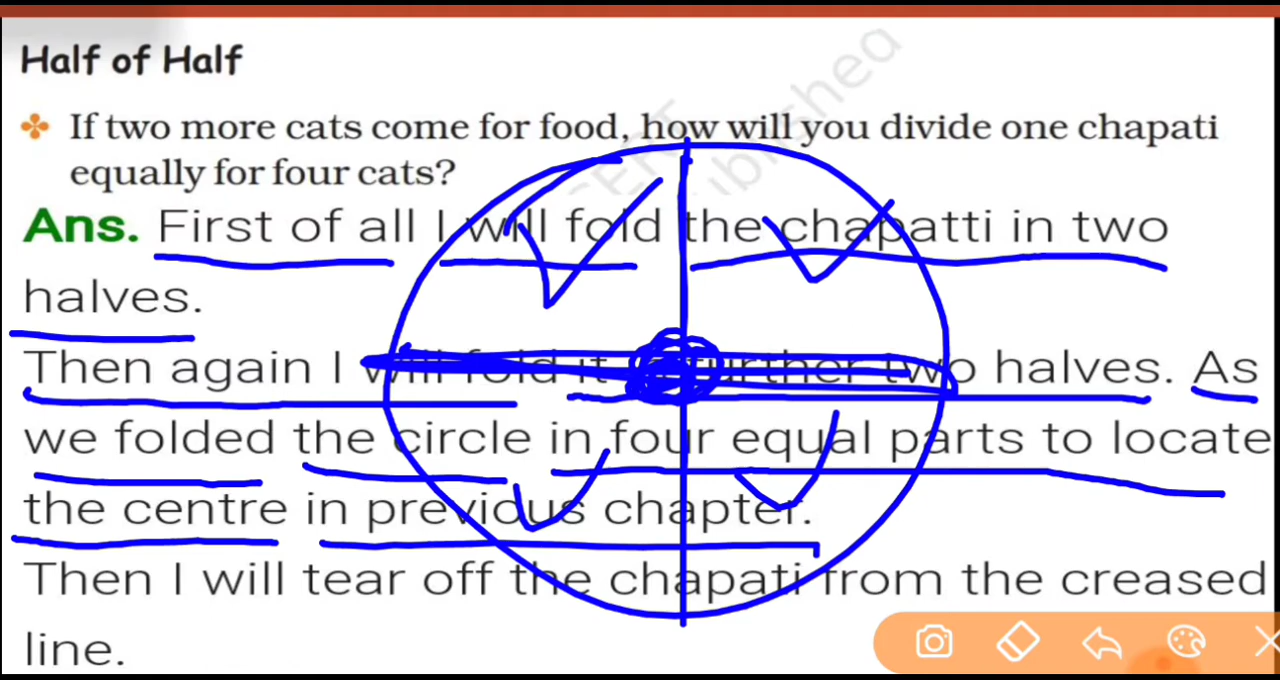 Half of Half
If two more cats come for food, how will you divide one chapati
equally for four cats?
Ans. First of all I will fold the chapatti in two
halves.
Then again I will fold it in further two halves. As
we folded the circle in four equal parts to locate
the centre in previous chapter.
Then I will tear off the chapati from the creased
line.